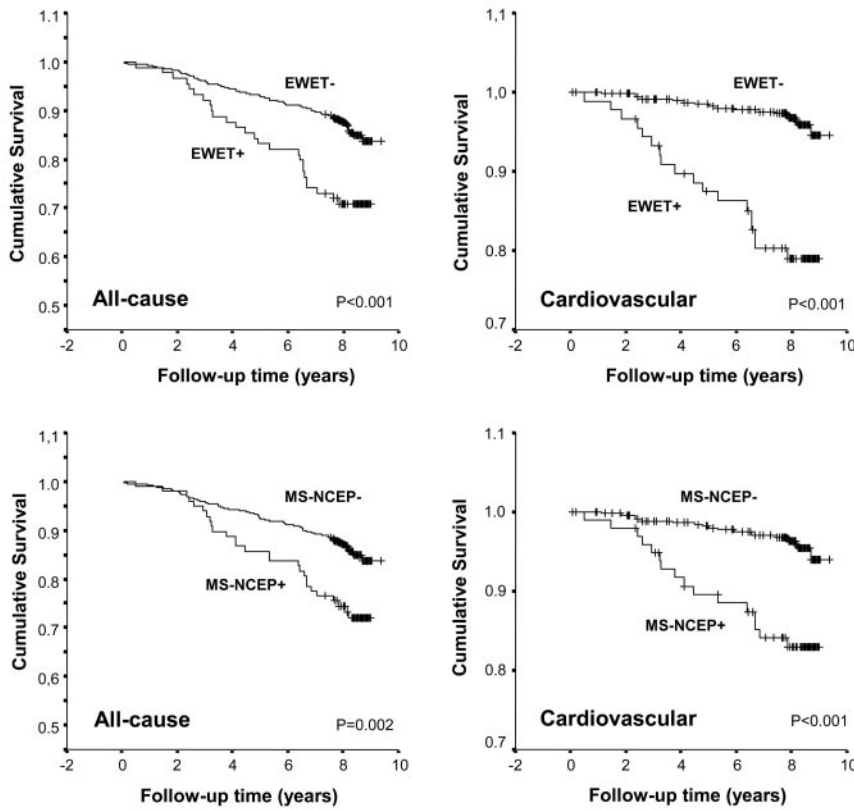 1.1
1.0
0.9
0.8
0.7
0.6
0.5
Cumulative Survival
EWET-
EWET+
All-cause
P<0.001
-2 0 2 4 6 8 10
Follow-up time (years)
1.1
1.0
0.9
0.8
0.7
Cumulative Survival
EWET-
EWET+
Cardiovascular
P<0.001
-2 0 2 4 6 8 10
Follow-up time (years)
1,1
1.0
0.9
0.8
0.7
0.6
0.5
Cumulative Survival
MS-NCEP-
MS-NCEP+
All-cause
P=0.002
-2 0 2 4 6 8 10
Follow-up time (years)
1,1
1.0
0.9
0.8
0.7
Cumulative Survival
MS-NCEP-
MS-NCEP+
Cardiovascular
P<0.001
-2 0 2 4 6 8 10
Follow-up time (years)